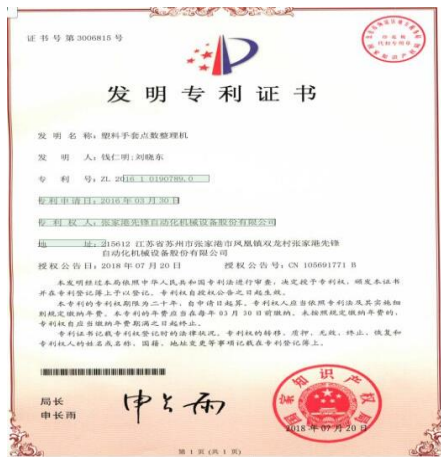 证书号第3006815号
发明专利证书
发 明 名 称：塑料手套点数整理机
发 明 人：钱仁明;刘晓东
专 利 号：ZL 2016 1 0190789.0
专利申请日：2016年03月30日
专 利 权 人：张家港先锋自动化机械设备股份有限公司
地 址：215612 江苏省苏州市张家港市凤凰镇双龙村张家港先锋
自动化机械设备股份有限公司
授权公告日：2018年07月20日 授权公告号：CN 105691771 B
本发明经过本局依照中华人民共和国专利法进行审查，决定授予专利权，颁发本证书
并在专利登记簿上予以登记。专利权自授权公告之日起生效。
本专利的专利权期限为二十年，自申请日起算。专利权人应当依照专利法及其实施细
则规定缴纳年费。本专利的年费应当在每年03月30日前缴纳。未按照规定缴纳年费的，
专利权自应当缴纳年费期满之日起终止。
专利证书记载专利权登记时的法律状况。专利权的转移、质押、无效、终止、恢复和
专利权人的姓名或名称、国籍、地址变更等事项记载在专利登记簿上。
局长
申长雨
国家知识产权局
2018年07月20日
第1页(共1页)